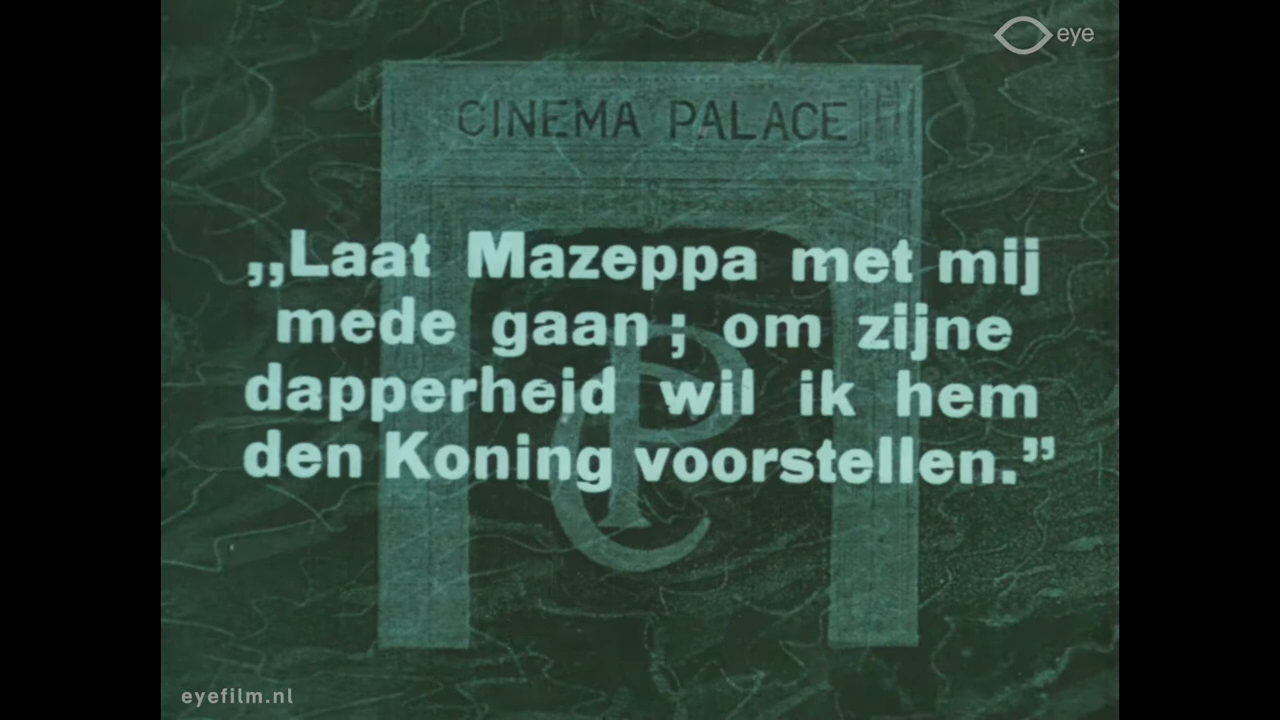 eye
CINEMA PALACE
„Laat Mazeppa met mij
mede gaan; om zijne
dapperheid wil ik hem
den Koning voorstellen.”
CP
eyefilm.nl